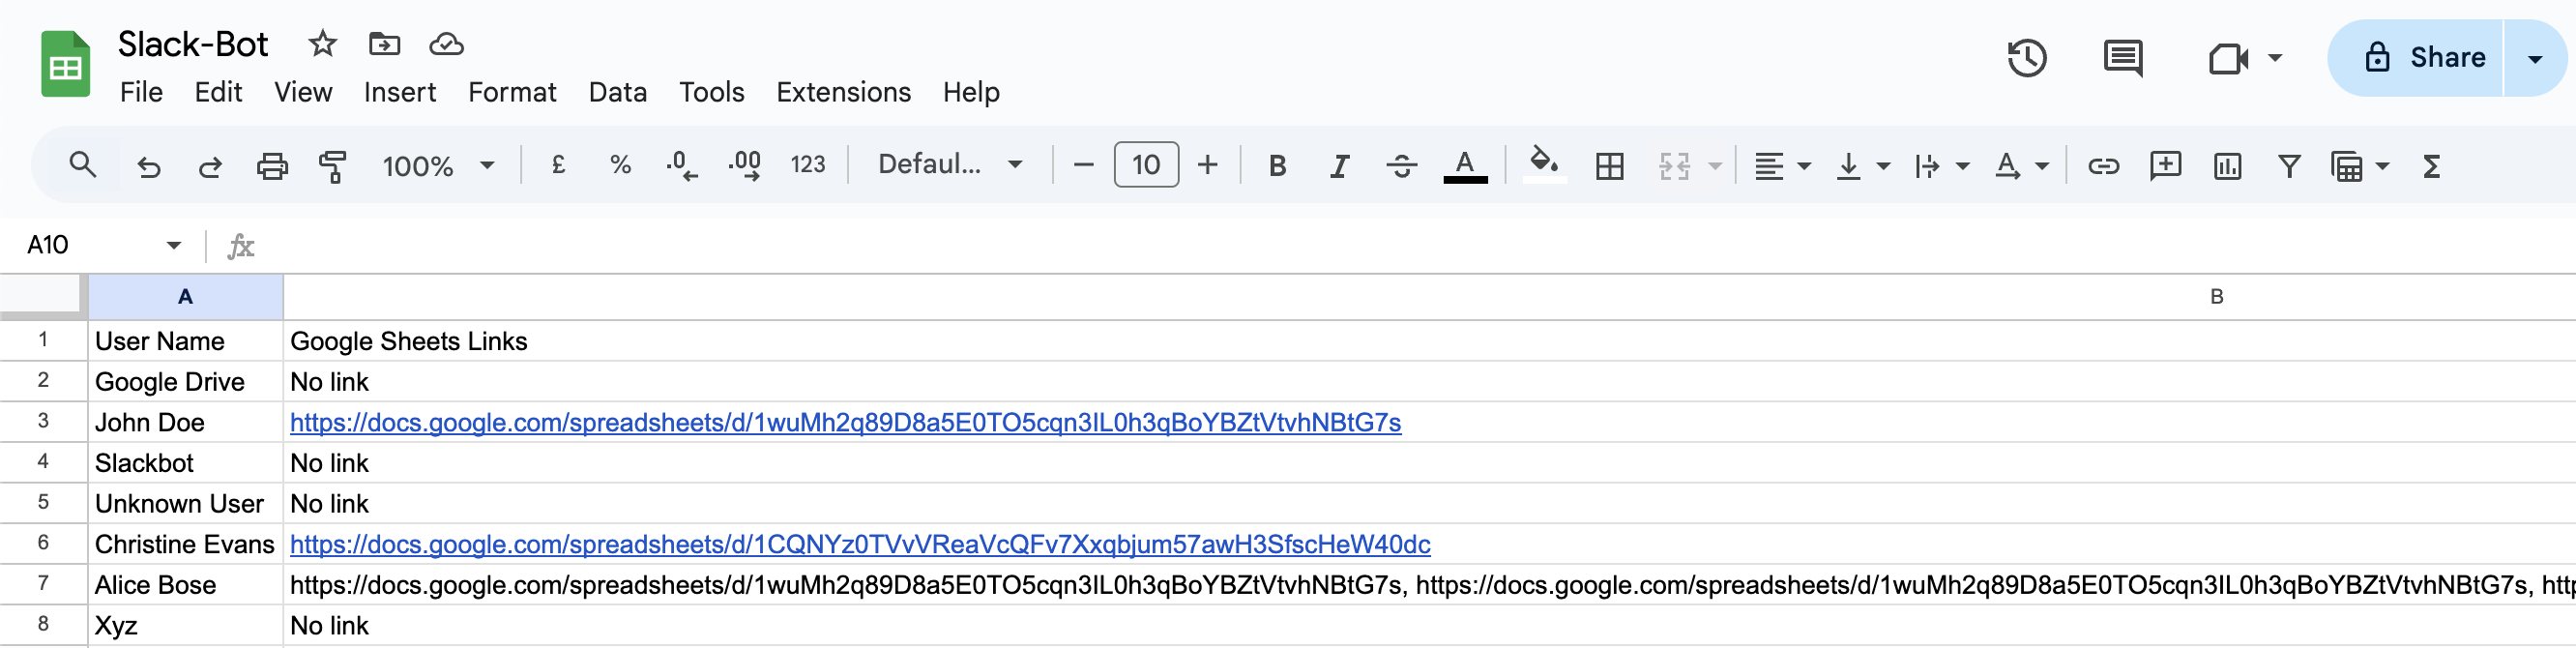 Slack-Bot
File Edit View Insert Format Data Tools Extensions Help
Share
100% £ % .0 .00 123 Defaul... 10 B I A A Σ
A10 fx
A B
1 User Name Google Sheets Links
2 Google Drive No link
3 John Doe https://docs.google.com/spreadsheets/d/1wuMh2q89D8a5E0TO5cqn3IL0h3qBoYBZtVtvhNBtG7s
4 Slackbot No link
5 Unknown User No link
6 Christine Evans https://docs.google.com/spreadsheets/d/1CQNYz0TVvVReaVcQFv7Xxqbjum57awH3SfscHeW40dc
7 Alice Bose https://docs.google.com/spreadsheets/d/1wuMh2q89D8a5E0TO5cqn3IL0h3qBoYBZtVtvhNBtG7s, https://docs.google.com/spreadsheets/d/1wuMh2q89D8a5E0TO5cqn3IL0h3qBoYBZtVtvhNBtG7s, http
8 Xyz No link